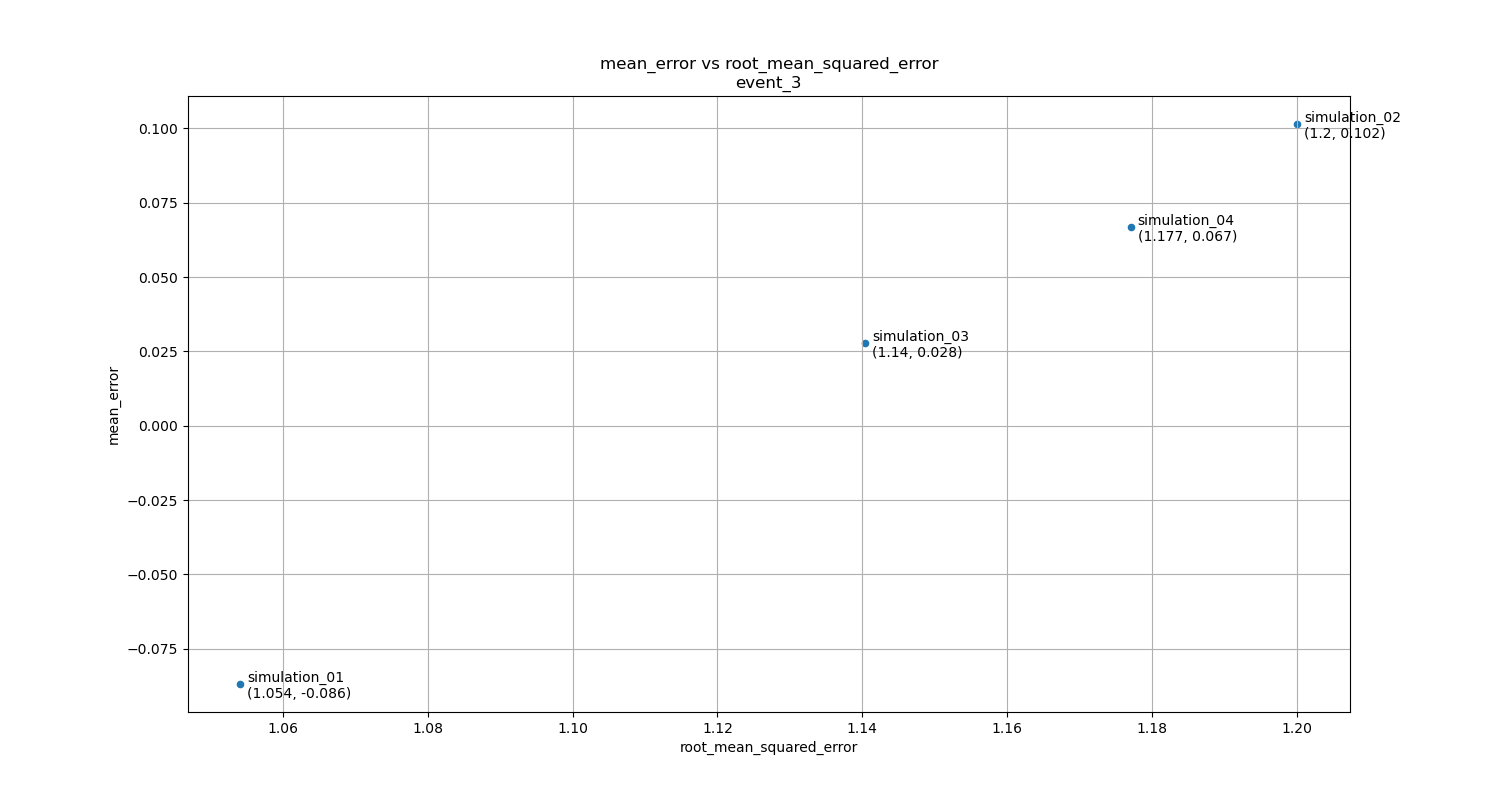 mean_error vs root_mean_squared_error
event_3
simulation_02
(1.2, 0.102)
simulation_04
(1.177, 0.067)
simulation_03
(1.14, 0.028)
simulation_01
(1.054, -0.086)
mean_error
0.100
0.075
0.050
0.025
0.000
−0.025
−0.050
−0.075
1.06 1.08 1.10 1.12 1.14 1.16 1.18 1.20
root_mean_squared_error